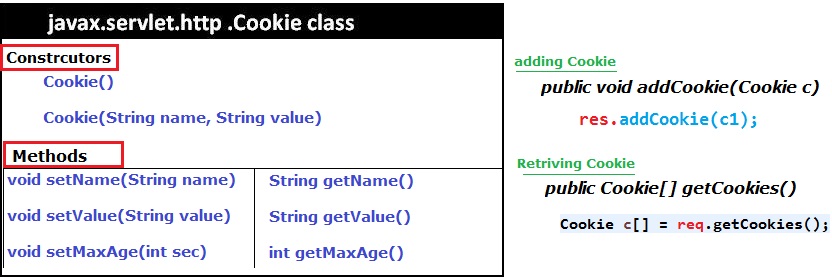 javax.servlet.http .Cookie class
Constrcutors
Cookie()
Cookie(String name, String value)
Methods
void setName(String name)
String getName()
void setValue(String value)
String getValue()
void setMaxAge(int sec)
int getMaxAge()
adding Cookie
public void addCookie(Cookie c)
res.addCookie(c1);
Retriving Cookie
public Cookie[] getCookies()
Cookie c[] = req.getCookies();